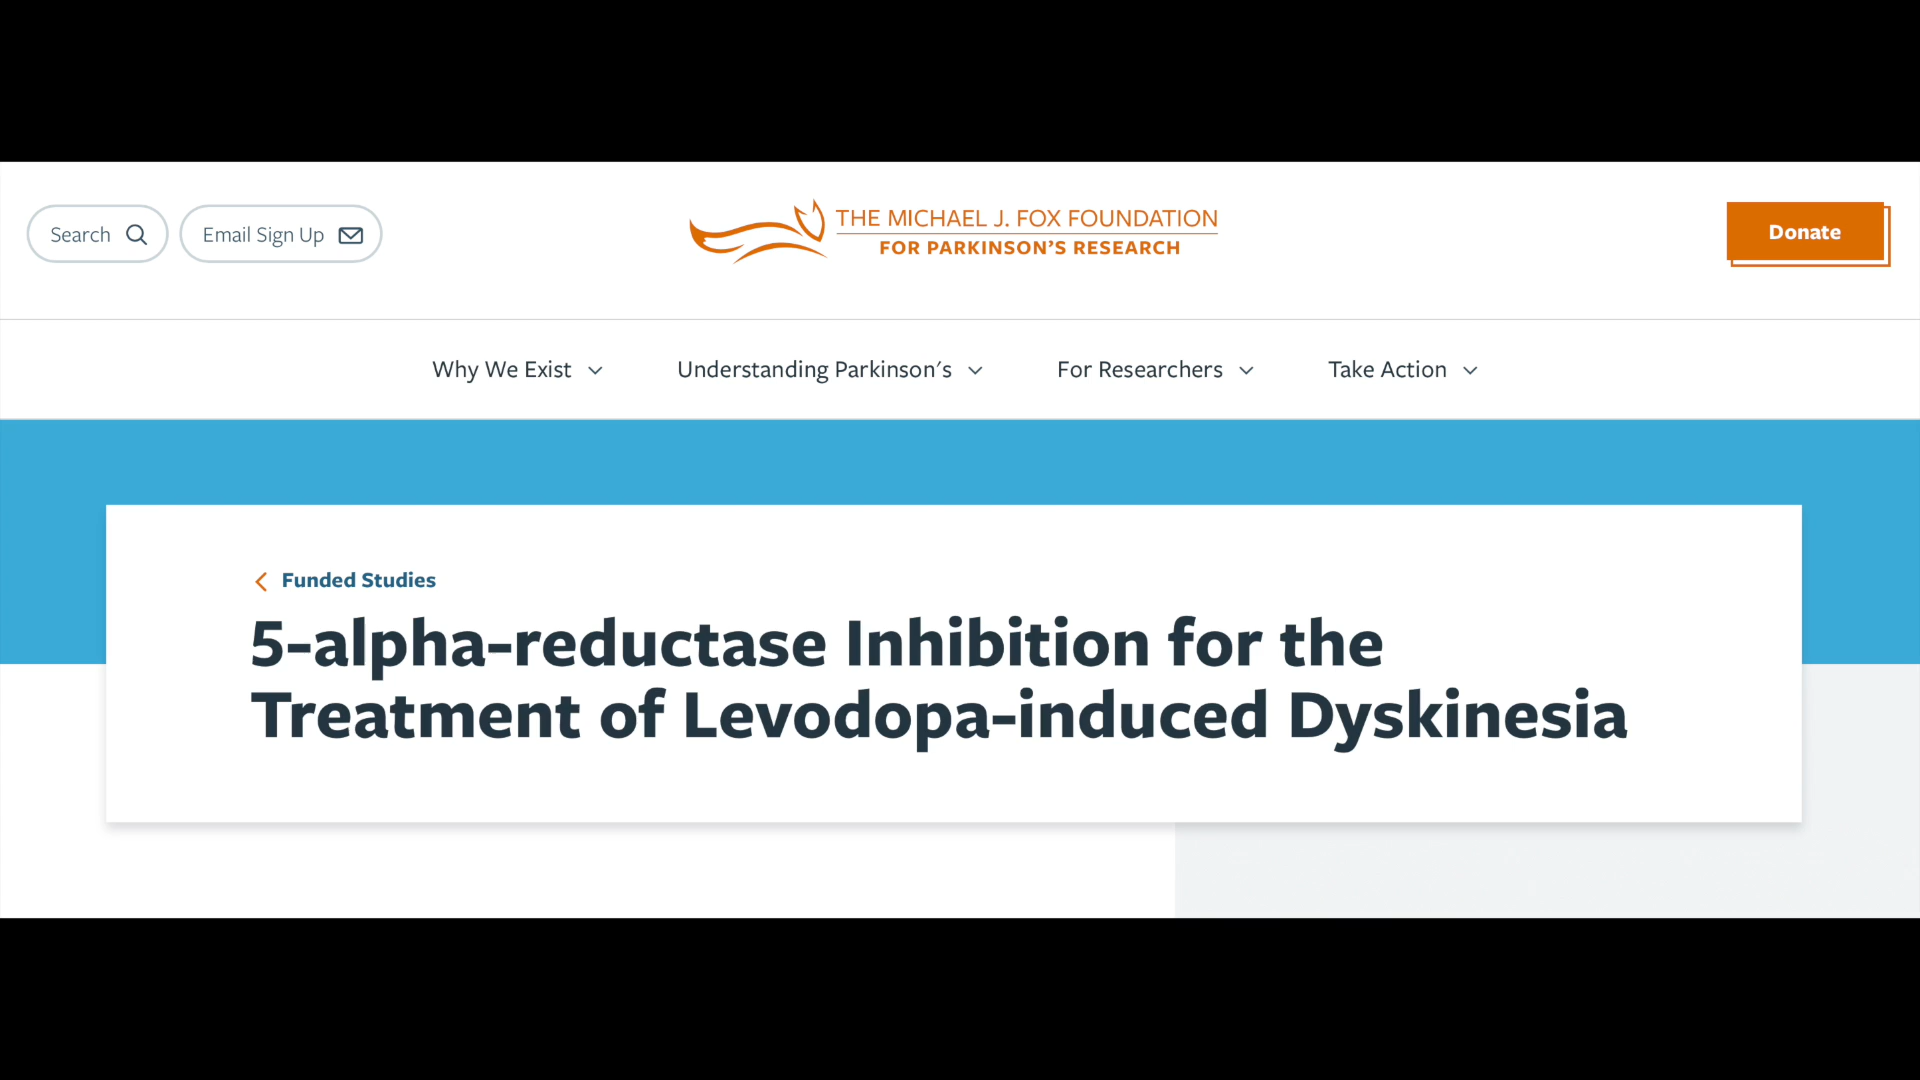 Search
Email Sign Up
THE MICHAEL J. FOX FOUNDATION
FOR PARKINSON'S RESEARCH
Donate
Why We Exist
Understanding Parkinson's
For Researchers
Take Action
Funded Studies
5-alpha-reductase Inhibition for the
Treatment of Levodopa-induced Dyskinesia